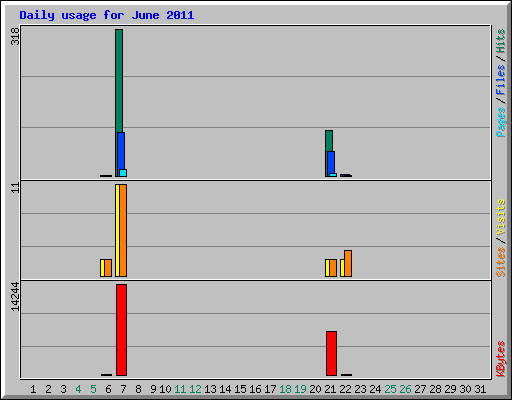 Daily usage for June 2011
318
Pages / Files / Hits
11
Sites / Visits
14244
KBytes
1 2 3 4 5 6 7 8 9 10 11 12 13 14 15 16 17 18 19 20 21 22 23 24 25 26 27 28 29 30 31